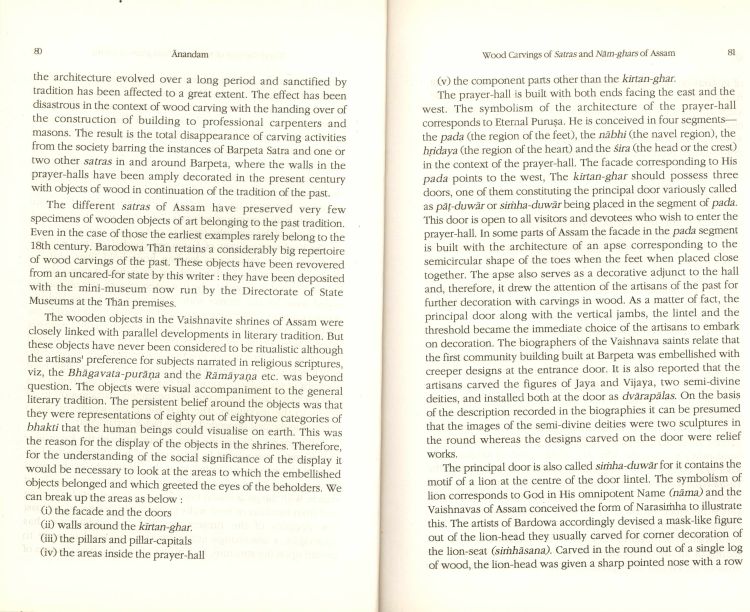 80
Ānandam
the architecture evolved over a long period and sanctified by
tradition has been affected to a great extent. The effect has been
disastrous in the context of wood carving with the handing over of
the construction of building to professional carpenters and
masons. The result is the total disappearance of carving activities
from the society barring the instances of Barpeta Satra and one or
two other satras in and around Barpeta, where the walls in the
prayer-halls have been amply decorated in the present century
with objects of wood in continuation of the tradition of the past.
The different satras of Assam have preserved very few
specimens of wooden objects of art belonging to the past tradition.
Even in the case of those the earliest examples rarely belong to the
18th century. Barodowa Thān retains a considerably big repertoire
of wood carvings of the past. These objects have been revovered
from an uncared-for state by this writer : they have been deposited
with the mini-museum now run by the Directorate of State
Museums at the Thān premises.
The wooden objects in the Vaishnavite shrines of Assam were
closely linked with parallel developments in literary tradition. But
these objects have never been considered to be ritualistic although
the artisans' preference for subjects narrated in religious scriptures,
viz, the Bhāgavata-purāṇa and the Rāmāyaṇa etc. was beyond
question. The objects were visual accompaniment to the general
literary tradition. The persistent belief around the objects was that
they were representations of eighty out of eightyone categories of
bhakti that the human beings could visualise on earth. This was
the reason for the display of the objects in the shrines. Therefore,
for the understanding of the social significance of the display it
would be necessary to look at the areas to which the embellished
objects belonged and which greeted the eyes of the beholders. We
can break up the areas as below :
(i) the facade and the doors
(ii) walls around the kirtan-ghar.
(iii) the pillars and pillar-capitals
(iv) the areas inside the prayer-hall
Wood Carvings of Satras and Nām-ghars of Assam
81
(v) the component parts other than the kirtan-ghar.
The prayer-hall is built with both ends facing the east and the
west. The symbolism of the architecture of the prayer-hall
corresponds to Eternal Puruṣa. He is conceived in four segments—
the pada (the region of the feet), the nābhi (the navel region), the
hṛidaya (the region of the heart) and the śira (the head or the crest)
in the context of the prayer-hall. The facade corresponding to His
pada points to the west, The kirtan-ghar should possess three
doors, one of them constituting the principal door variously called
as pāṭ-duwār or siṁha-duwār being placed in the segment of pada.
This door is open to all visitors and devotees who wish to enter the
prayer-hall. In some parts of Assam the facade in the pada segment
is built with the architecture of an apse corresponding to the
semicircular shape of the toes when the feet when placed close
together. The apse also serves as a decorative adjunct to the hall
and, therefore, it drew the attention of the artisans of the past for
further decoration with carvings in wood. As a matter of fact, the
principal door along with the vertical jambs, the lintel and the
threshold became the immediate choice of the artisans to embark
on decoration. The biographers of the Vaishnava saints relate that
the first community building built at Barpeta was embellished with
creeper designs at the entrance door. It is also reported that the
artisans carved the figures of Jaya and Vijaya, two semi-divine
deities, and installed both at the door as dvārapālas. On the basis
of the description recorded in the biographies it can be presumed
that the images of the semi-divine deities were two sculptures in
the round whereas the designs carved on the door were relief
works.
The principal door is also called siṁha-duwār for it contains the
motif of a lion at the centre of the door lintel. The symbolism of
lion corresponds to God in His omnipotent Name (nāma) and the
Vaishnavas of Assam conceived the form of Narasiṁha to illustrate
this. The artists of Bardowa accordingly devised a mask-like figure
out of the lion-head they usually carved for corner decoration of
the lion-seat (siṁhāsana). Carved in the round out of a single log
of wood, the lion-head was given a sharp pointed nose with a row